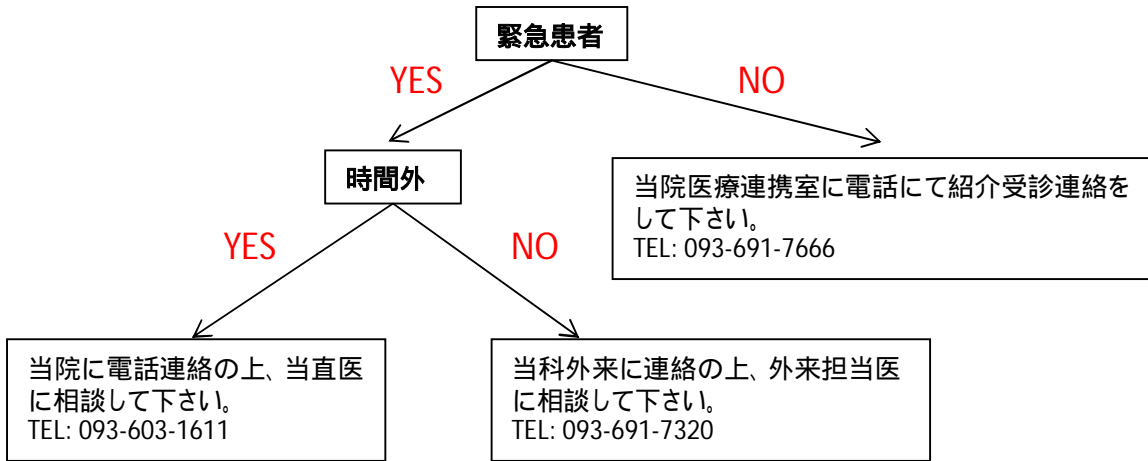 緊急患者
YES
NO
時間外
当院医療連携室に電話にて紹介受診連絡を
して下さい。
TEL: 093-691-7666
YES
NO
当院に電話連絡の上、当直医
に相談して下さい。
TEL: 093-603-1611
当科外来に連絡の上、外来担当医
に相談して下さい。
TEL: 093-691-7320